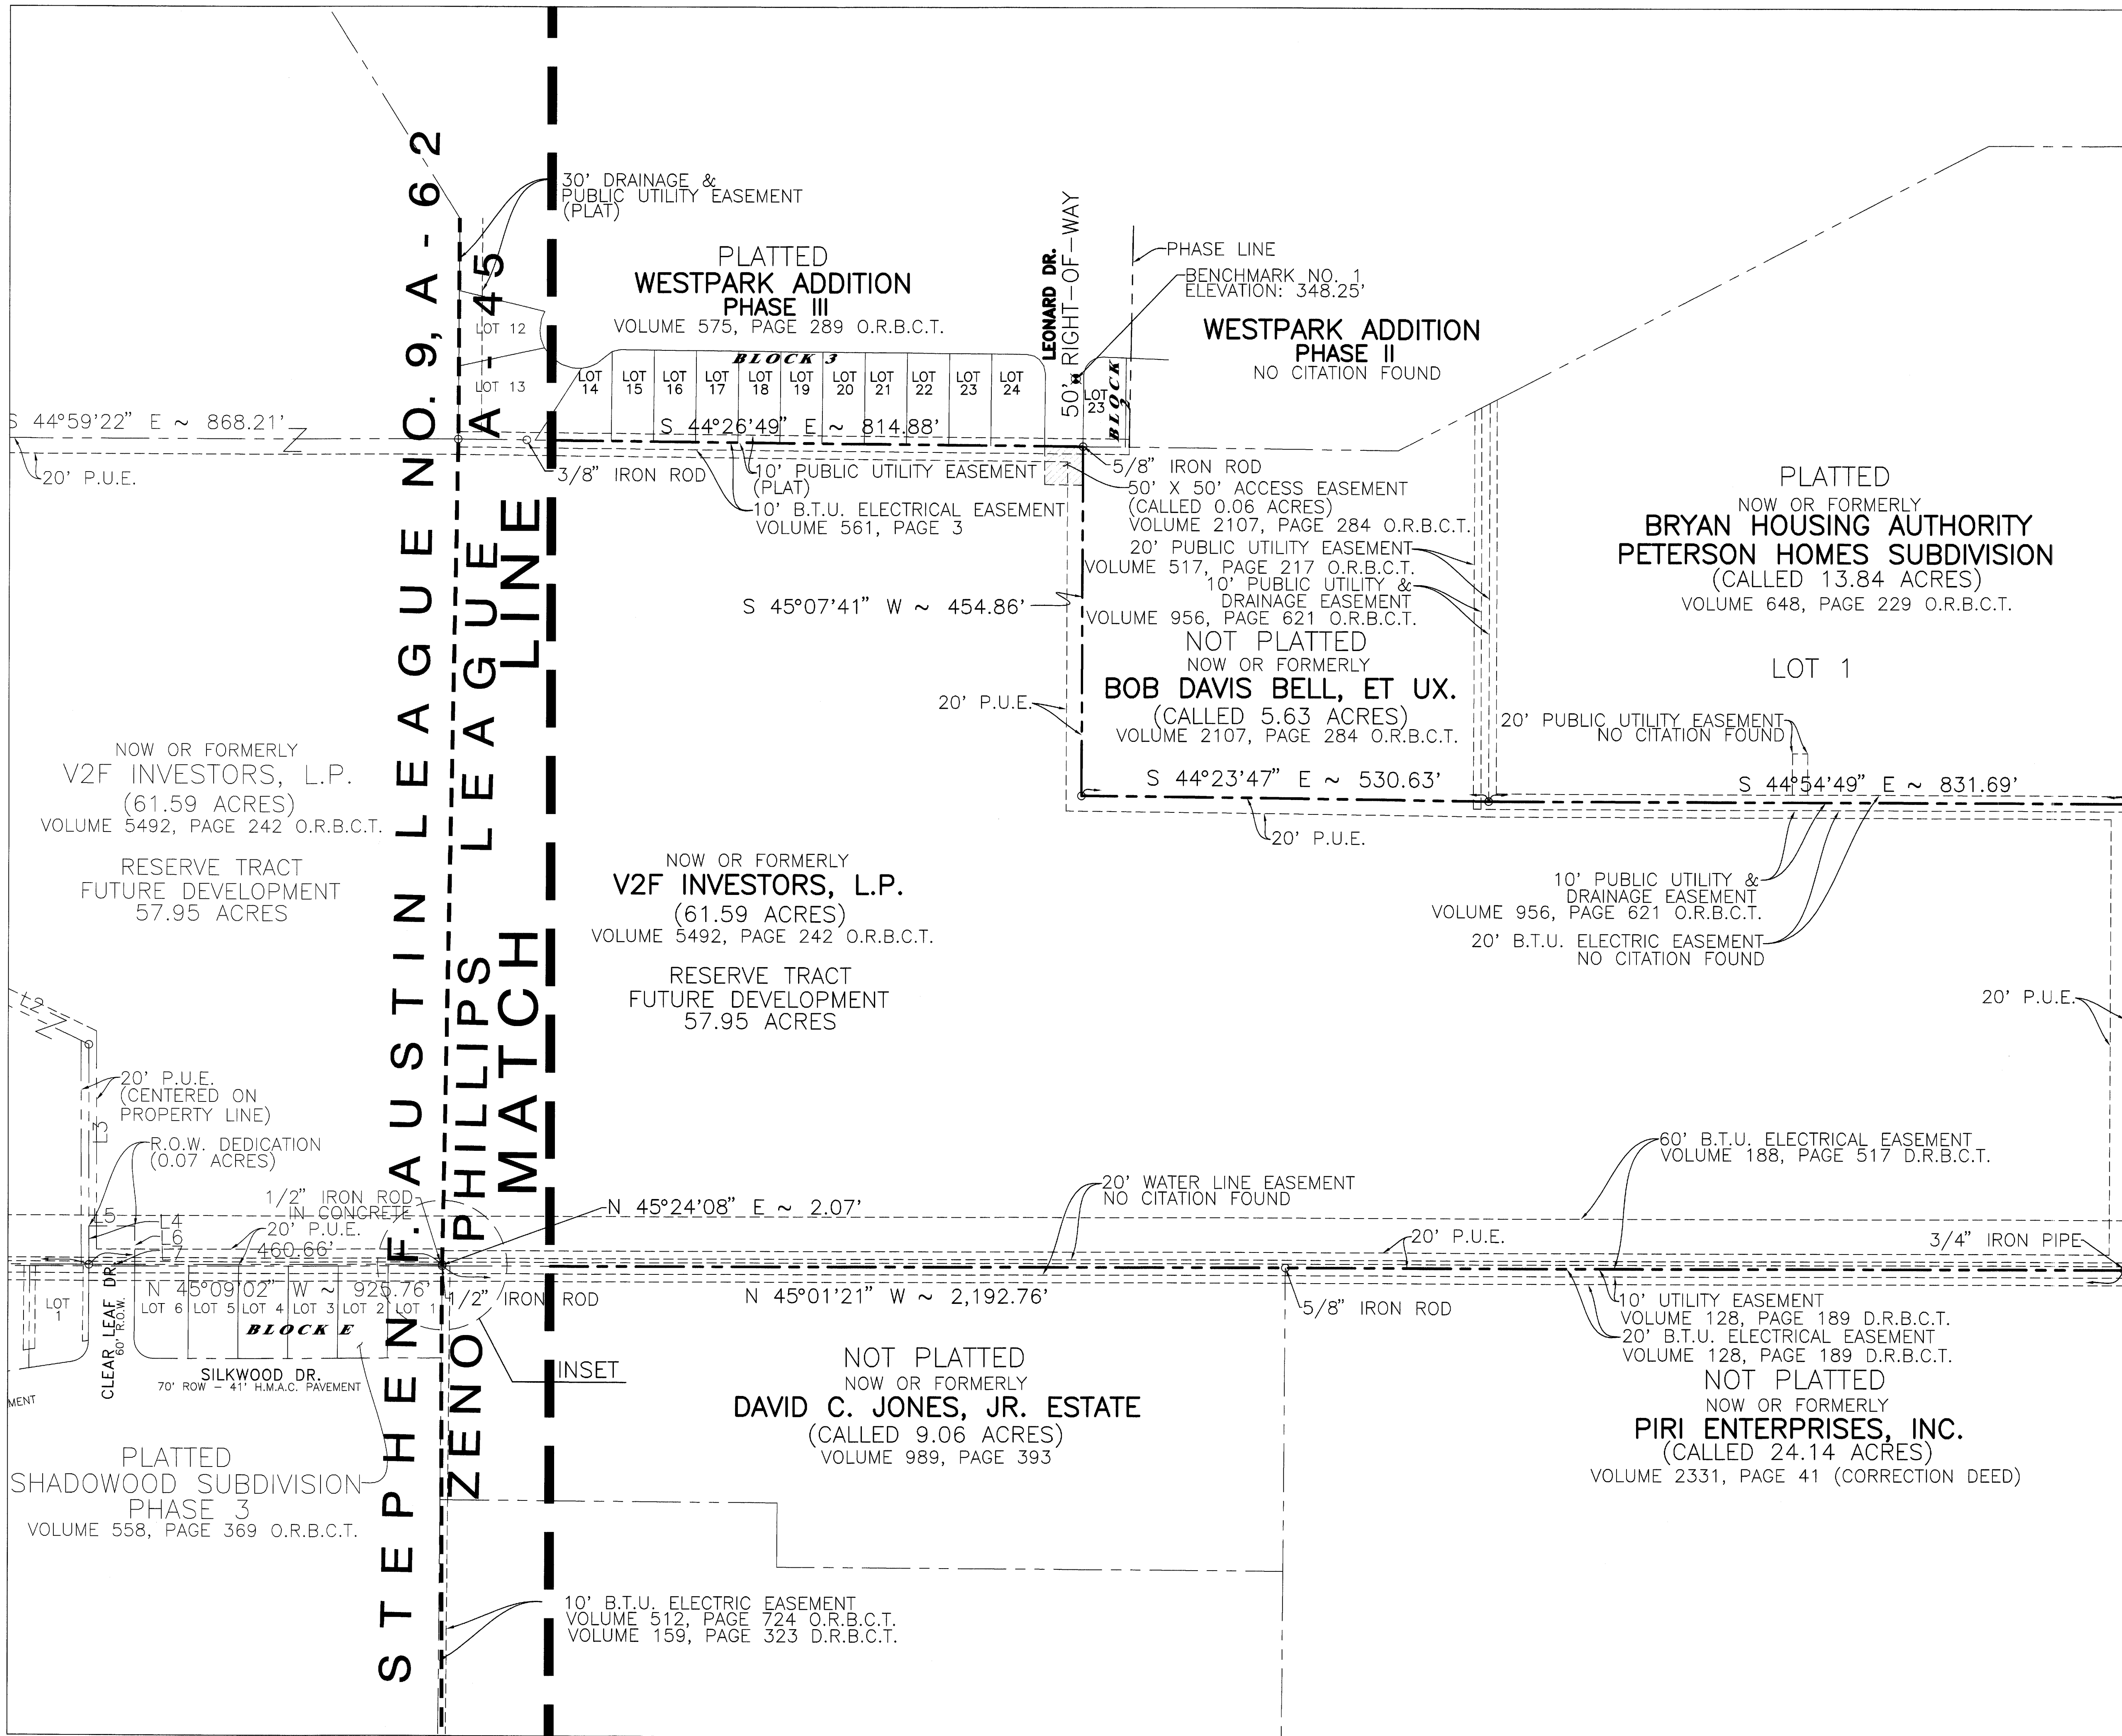 STEPHEN F. AUSTIN LEAGUE NO. 9, A-62
ZENO PHILLIPS LEAGUE A-45
MATCH LINE
30' DRAINAGE &
PUBLIC UTILITY EASEMENT
(PLAT)
PLATTED
WESTPARK ADDITION
PHASE III
VOLUME 575, PAGE 289 O.R.B.C.T.
LEONARD DR.
50' RIGHT-OF-WAY
PHASE LINE
BENCHMARK NO. 1
ELEVATION: 348.25'
WESTPARK ADDITION
PHASE II
NO CITATION FOUND
LOT 12
LOT 13
BLOCK 3
LOT 14
LOT 15
LOT 16
LOT 17
LOT 18
LOT 19
LOT 20
LOT 21
LOT 22
LOT 23
LOT 24
LOT 23
BLOCK 2
S 44°59'22" E ~ 868.21'
S 44°26'49" E ~ 814.88'
20' P.U.E.
3/8" IRON ROD
10' PUBLIC UTILITY EASEMENT
(PLAT)
10' B.T.U. ELECTRICAL EASEMENT
VOLUME 561, PAGE 3
5/8" IRON ROD
50' X 50' ACCESS EASEMENT
(CALLED 0.06 ACRES)
VOLUME 2107, PAGE 284 O.R.B.C.T.
20' PUBLIC UTILITY EASEMENT
VOLUME 517, PAGE 217 O.R.B.C.T.
10' PUBLIC UTILITY &
DRAINAGE EASEMENT
VOLUME 956, PAGE 621 O.R.B.C.T.
S 45°07'41" W ~ 454.86'
NOT PLATTED
NOW OR FORMERLY
BOB DAVIS BELL, ET UX.
(CALLED 5.63 ACRES)
VOLUME 2107, PAGE 284 O.R.B.C.T.
20' P.U.E.
S 44°23'47" E ~ 530.63'
20' P.U.E.
PLATTED
NOW OR FORMERLY
BRYAN HOUSING AUTHORITY
PETERSON HOMES SUBDIVISION
(CALLED 13.84 ACRES)
VOLUME 648, PAGE 229 O.R.B.C.T.
LOT 1
20' PUBLIC UTILITY EASEMENT
NO CITATION FOUND
S 44°54'49" E ~ 831.69'
10' PUBLIC UTILITY &
DRAINAGE EASEMENT
VOLUME 956, PAGE 621 O.R.B.C.T.
20' B.T.U. ELECTRIC EASEMENT
NO CITATION FOUND
20' P.U.E.
NOW OR FORMERLY
V2F INVESTORS, L.P.
(61.59 ACRES)
VOLUME 5492, PAGE 242 O.R.B.C.T.
RESERVE TRACT
FUTURE DEVELOPMENT
57.95 ACRES
NOW OR FORMERLY
V2F INVESTORS, L.P.
(61.59 ACRES)
VOLUME 5492, PAGE 242 O.R.B.C.T.
RESERVE TRACT
FUTURE DEVELOPMENT
57.95 ACRES
L2
20' P.U.E.
(CENTERED ON
PROPERTY LINE)
L3
R.O.W. DEDICATION
(0.07 ACRES)
1/2" IRON ROD
IN CONCRETE
L5
L4
L6
L7
20' P.U.E.
460.66'
N 45°24'08" E ~ 2.07'
20' WATER LINE EASEMENT
NO CITATION FOUND
60' B.T.U. ELECTRICAL EASEMENT
VOLUME 188, PAGE 517 D.R.B.C.T.
20' P.U.E.
3/4" IRON PIPE
N 45°09'02" W ~ 925.76'
1/2" IRON ROD
N 45°01'21" W ~ 2,192.76'
5/8" IRON ROD
10' UTILITY EASEMENT
VOLUME 128, PAGE 189 D.R.B.C.T.
20' B.T.U. ELECTRICAL EASEMENT
VOLUME 128, PAGE 189 D.R.B.C.T.
LOT 1
CLEAR LEAF DR.
60' R.O.W.
LOT 6
LOT 5
LOT 4
LOT 3
LOT 2
LOT 1
BLOCK E
SILKWOOD DR.
70' ROW - 41' H.M.A.C. PAVEMENT
MENT
INSET
NOT PLATTED
NOW OR FORMERLY
DAVID C. JONES, JR. ESTATE
(CALLED 9.06 ACRES)
VOLUME 989, PAGE 393
NOT PLATTED
NOW OR FORMERLY
PIRI ENTERPRISES, INC.
(CALLED 24.14 ACRES)
VOLUME 2331, PAGE 41 (CORRECTION DEED)
PLATTED
SHADOWOOD SUBDIVISION
PHASE 3
VOLUME 558, PAGE 369 O.R.B.C.T.
10' B.T.U. ELECTRIC EASEMENT
VOLUME 512, PAGE 724 O.R.B.C.T.
VOLUME 159, PAGE 323 D.R.B.C.T.